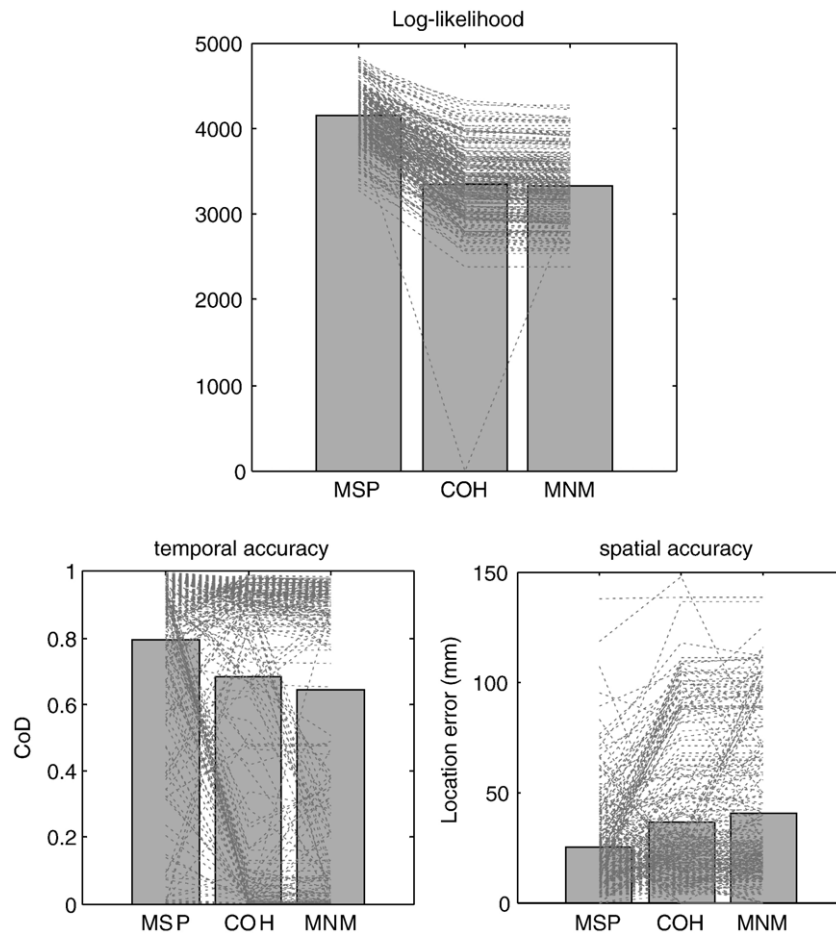 Log-likelihood
5000
4000
3000
2000
1000
0
MSP COH MNM
temporal accuracy
1
0.8
0.6
0.4
0.2
0
CoD
MSP COH MNM
spatial accuracy
150
100
50
0
Location error (mm)
MSP COH MNM